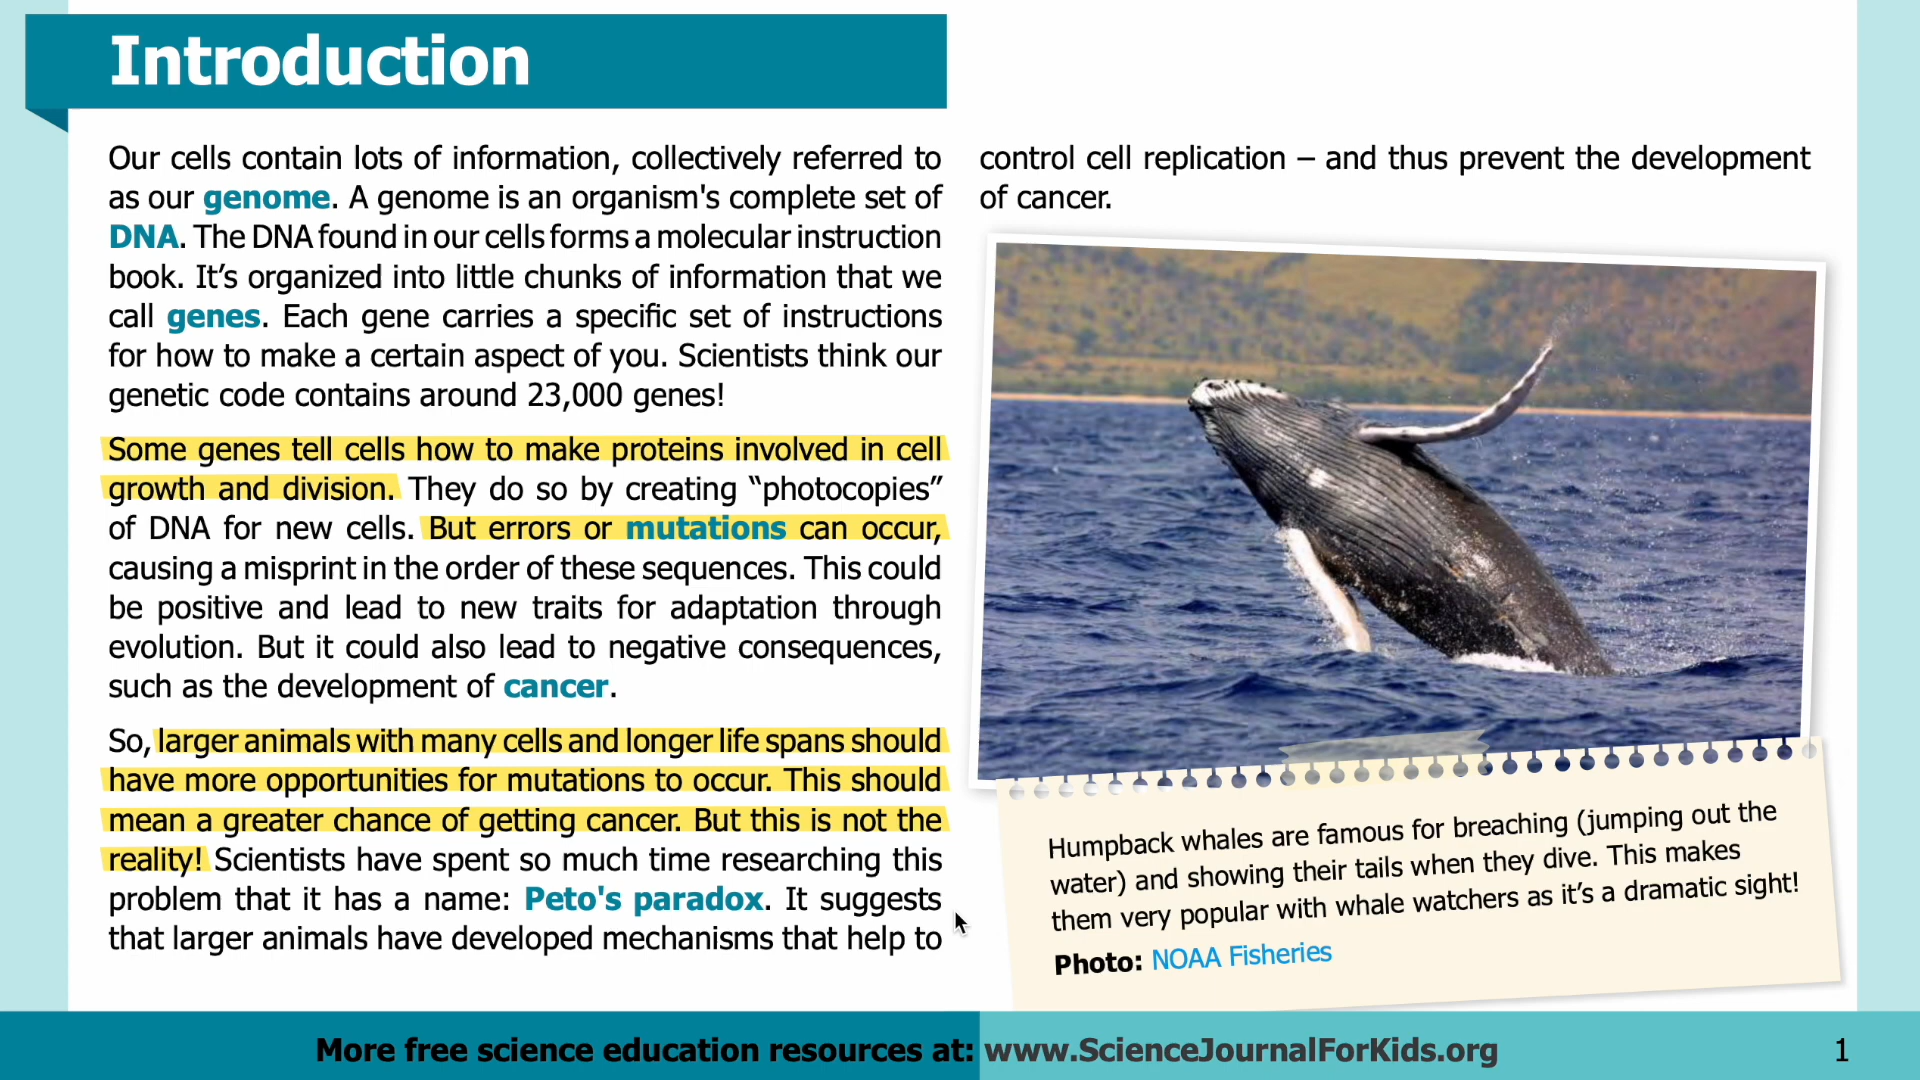 Introduction
Our cells contain lots of information, collectively referred to
as our genome. A genome is an organism's complete set of
DNA. The DNA found in our cells forms a molecular instruction
book. It’s organized into little chunks of information that we
call genes. Each gene carries a specific set of instructions
for how to make a certain aspect of you. Scientists think our
genetic code contains around 23,000 genes!
Some genes tell cells how to make proteins involved in cell
growth and division. They do so by creating “photocopies”
of DNA for new cells. But errors or mutations can occur,
causing a misprint in the order of these sequences. This could
be positive and lead to new traits for adaptation through
evolution. But it could also lead to negative consequences,
such as the development of cancer.
So, larger animals with many cells and longer life spans should
have more opportunities for mutations to occur. This should
mean a greater chance of getting cancer. But this is not the
reality! Scientists have spent so much time researching this
problem that it has a name: Peto's paradox. It suggests
that larger animals have developed mechanisms that help to
control cell replication – and thus prevent the development
of cancer.
Humpback whales are famous for breaching (jumping out the
water) and showing their tails when they dive. This makes
them very popular with whale watchers as it’s a dramatic sight!
Photo: NOAA Fisheries
More free science education resources at: www.ScienceJournalForKids.org
1